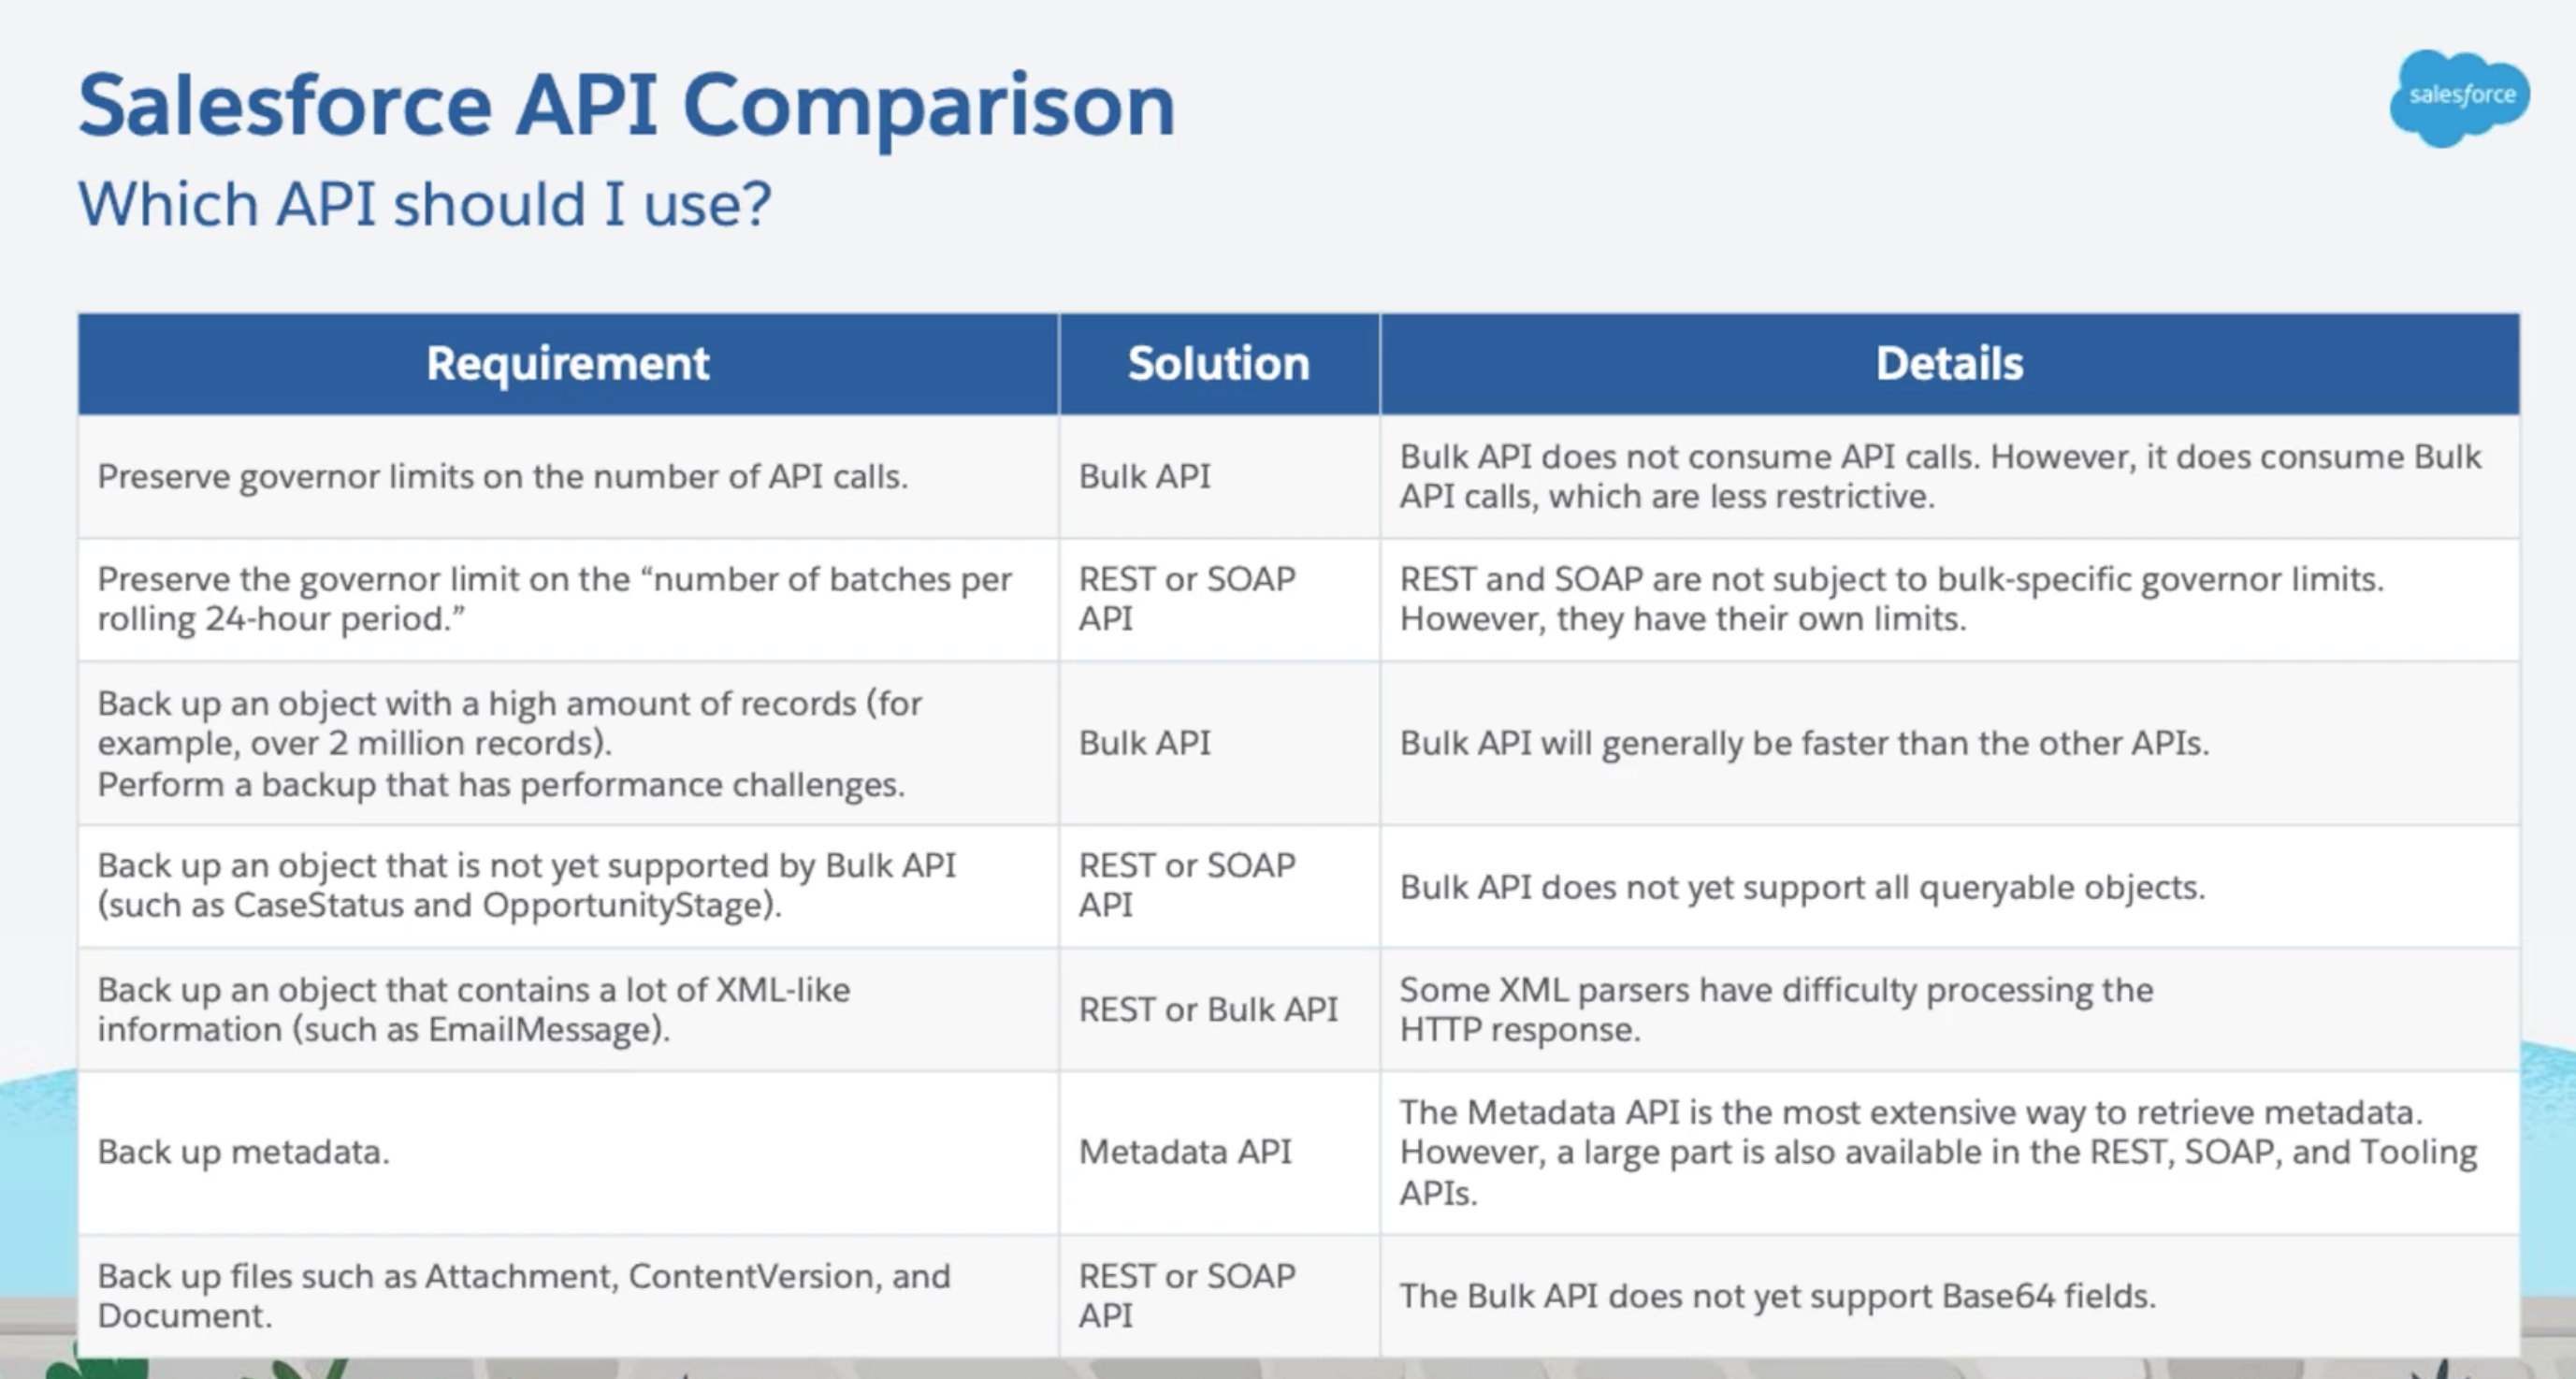 Salesforce API Comparison
salesforce
Which API should I use?
Requirement
Solution
Details
Preserve governor limits on the number of API calls.
Bulk API
Bulk API does not consume API calls. However, it does consume Bulk
API calls, which are less restrictive.
Preserve the governor limit on the “number of batches per
rolling 24-hour period.”
REST or SOAP
API
REST and SOAP are not subject to bulk-specific governor limits.
However, they have their own limits.
Back up an object with a high amount of records (for
example, over 2 million records).
Perform a backup that has performance challenges.
Bulk API
Bulk API will generally be faster than the other APIs.
Back up an object that is not yet supported by Bulk API
(such as CaseStatus and OpportunityStage).
REST or SOAP
API
Bulk API does not yet support all queryable objects.
Back up an object that contains a lot of XML-like
information (such as EmailMessage).
REST or Bulk API
Some XML parsers have difficulty processing the
HTTP response.
Back up metadata.
Metadata API
The Metadata API is the most extensive way to retrieve metadata.
However, a large part is also available in the REST, SOAP, and Tooling
APIs.
Back up files such as Attachment, ContentVersion, and
Document.
REST or SOAP
API
The Bulk API does not yet support Base64 fields.